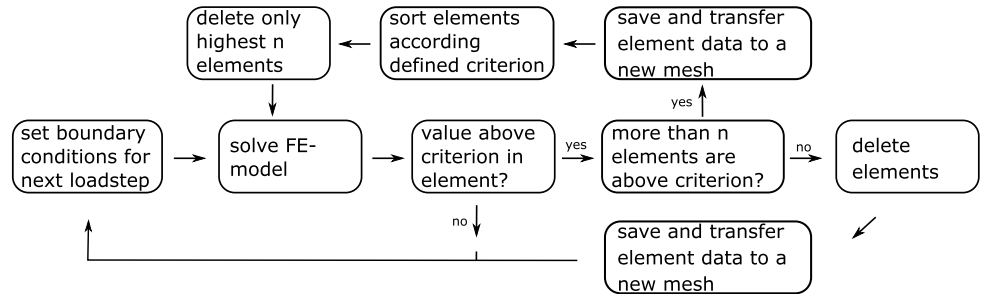 delete only
highest n
elements
sort elements
according
defined criterion
save and transfer
element data to a
new mesh
yes
set boundary
conditions for
next loadstep
solve FE-
model
value above
criterion in
element?
yes
more than n
elements are
above criterion?
no
delete
elements
no
save and transfer
element data to a
new mesh